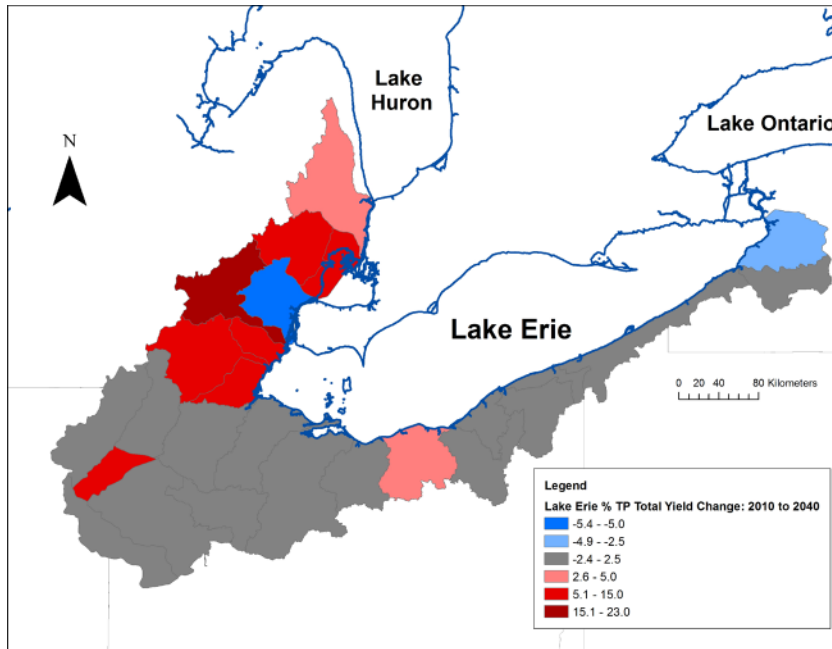 Lake
Huron
Lake Ontario
N
Lake Erie
0 20 40 80 Kilometers
Legend
Lake Erie % TP Total Yield Change: 2010 to 2040
-5.4 - -5.0
-4.9 - -2.5
-2.4 - 2.5
2.6 - 5.0
5.1 - 15.0
15.1 - 23.0